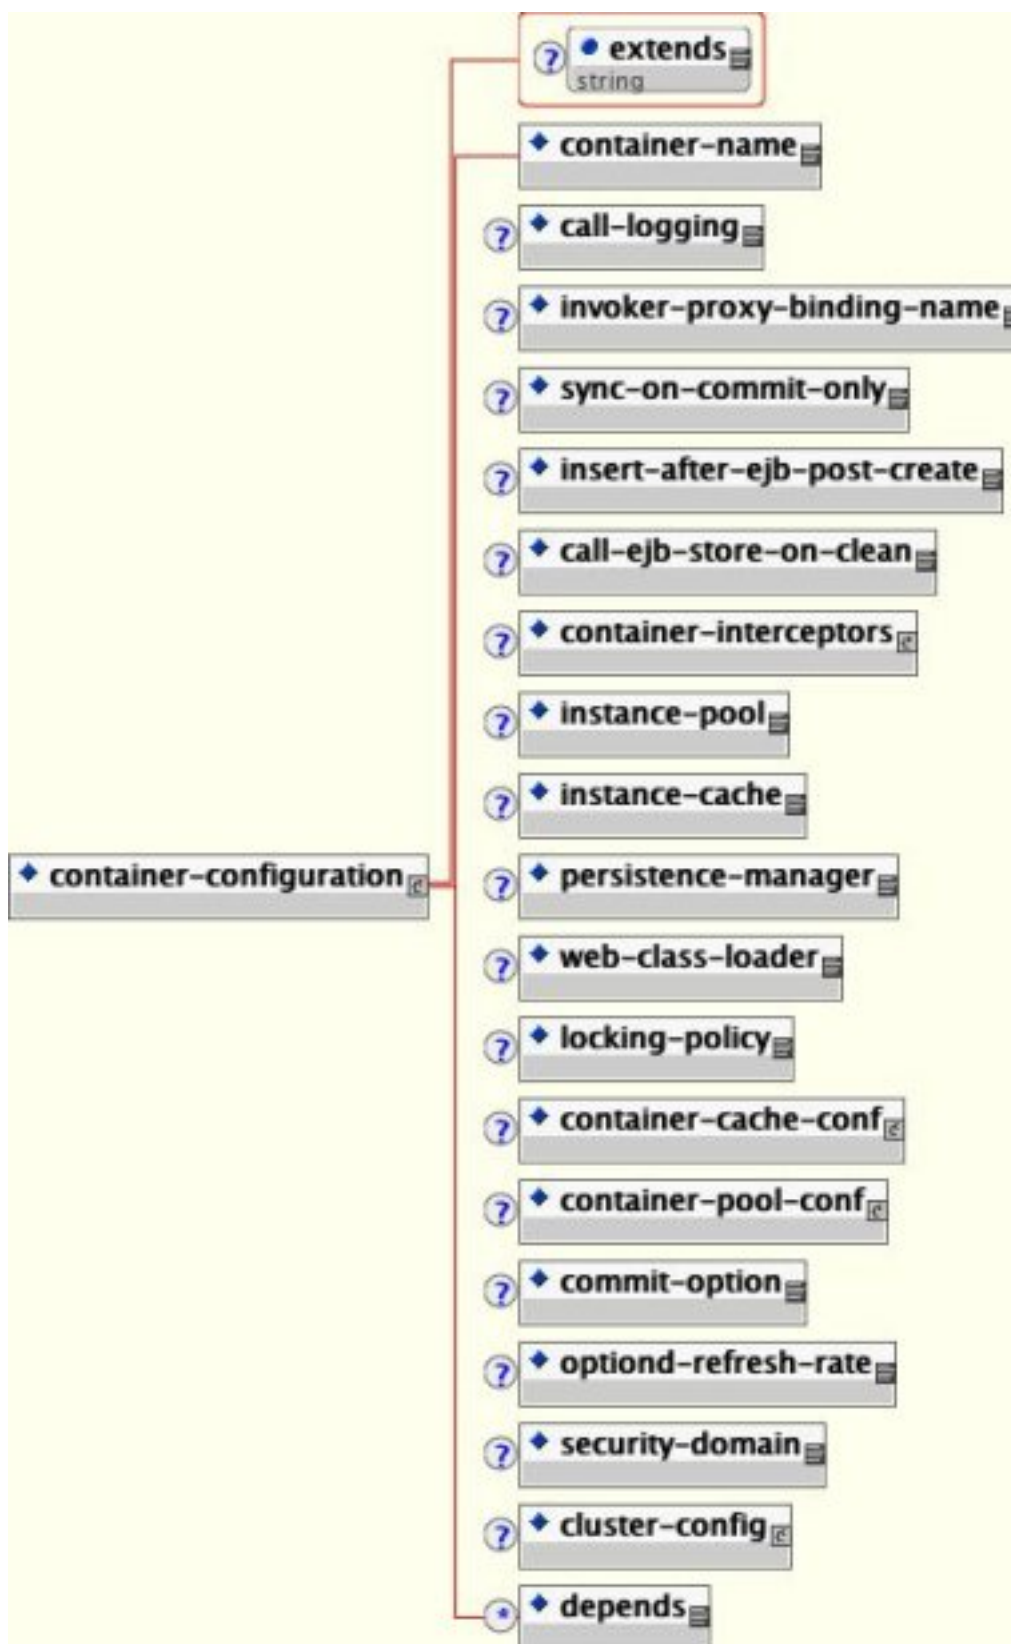 ? extends
string
container-name
? call-logging
? invoker-proxy-binding-name
? sync-on-commit-only
? insert-after-ejb-post-create
? call-ejb-store-on-clean
? container-interceptors
? instance-pool
? instance-cache
container-configuration
? persistence-manager
? web-class-loader
? locking-policy
? container-cache-conf
? container-pool-conf
? commit-option
? optiond-refresh-rate
? security-domain
? cluster-config
* depends